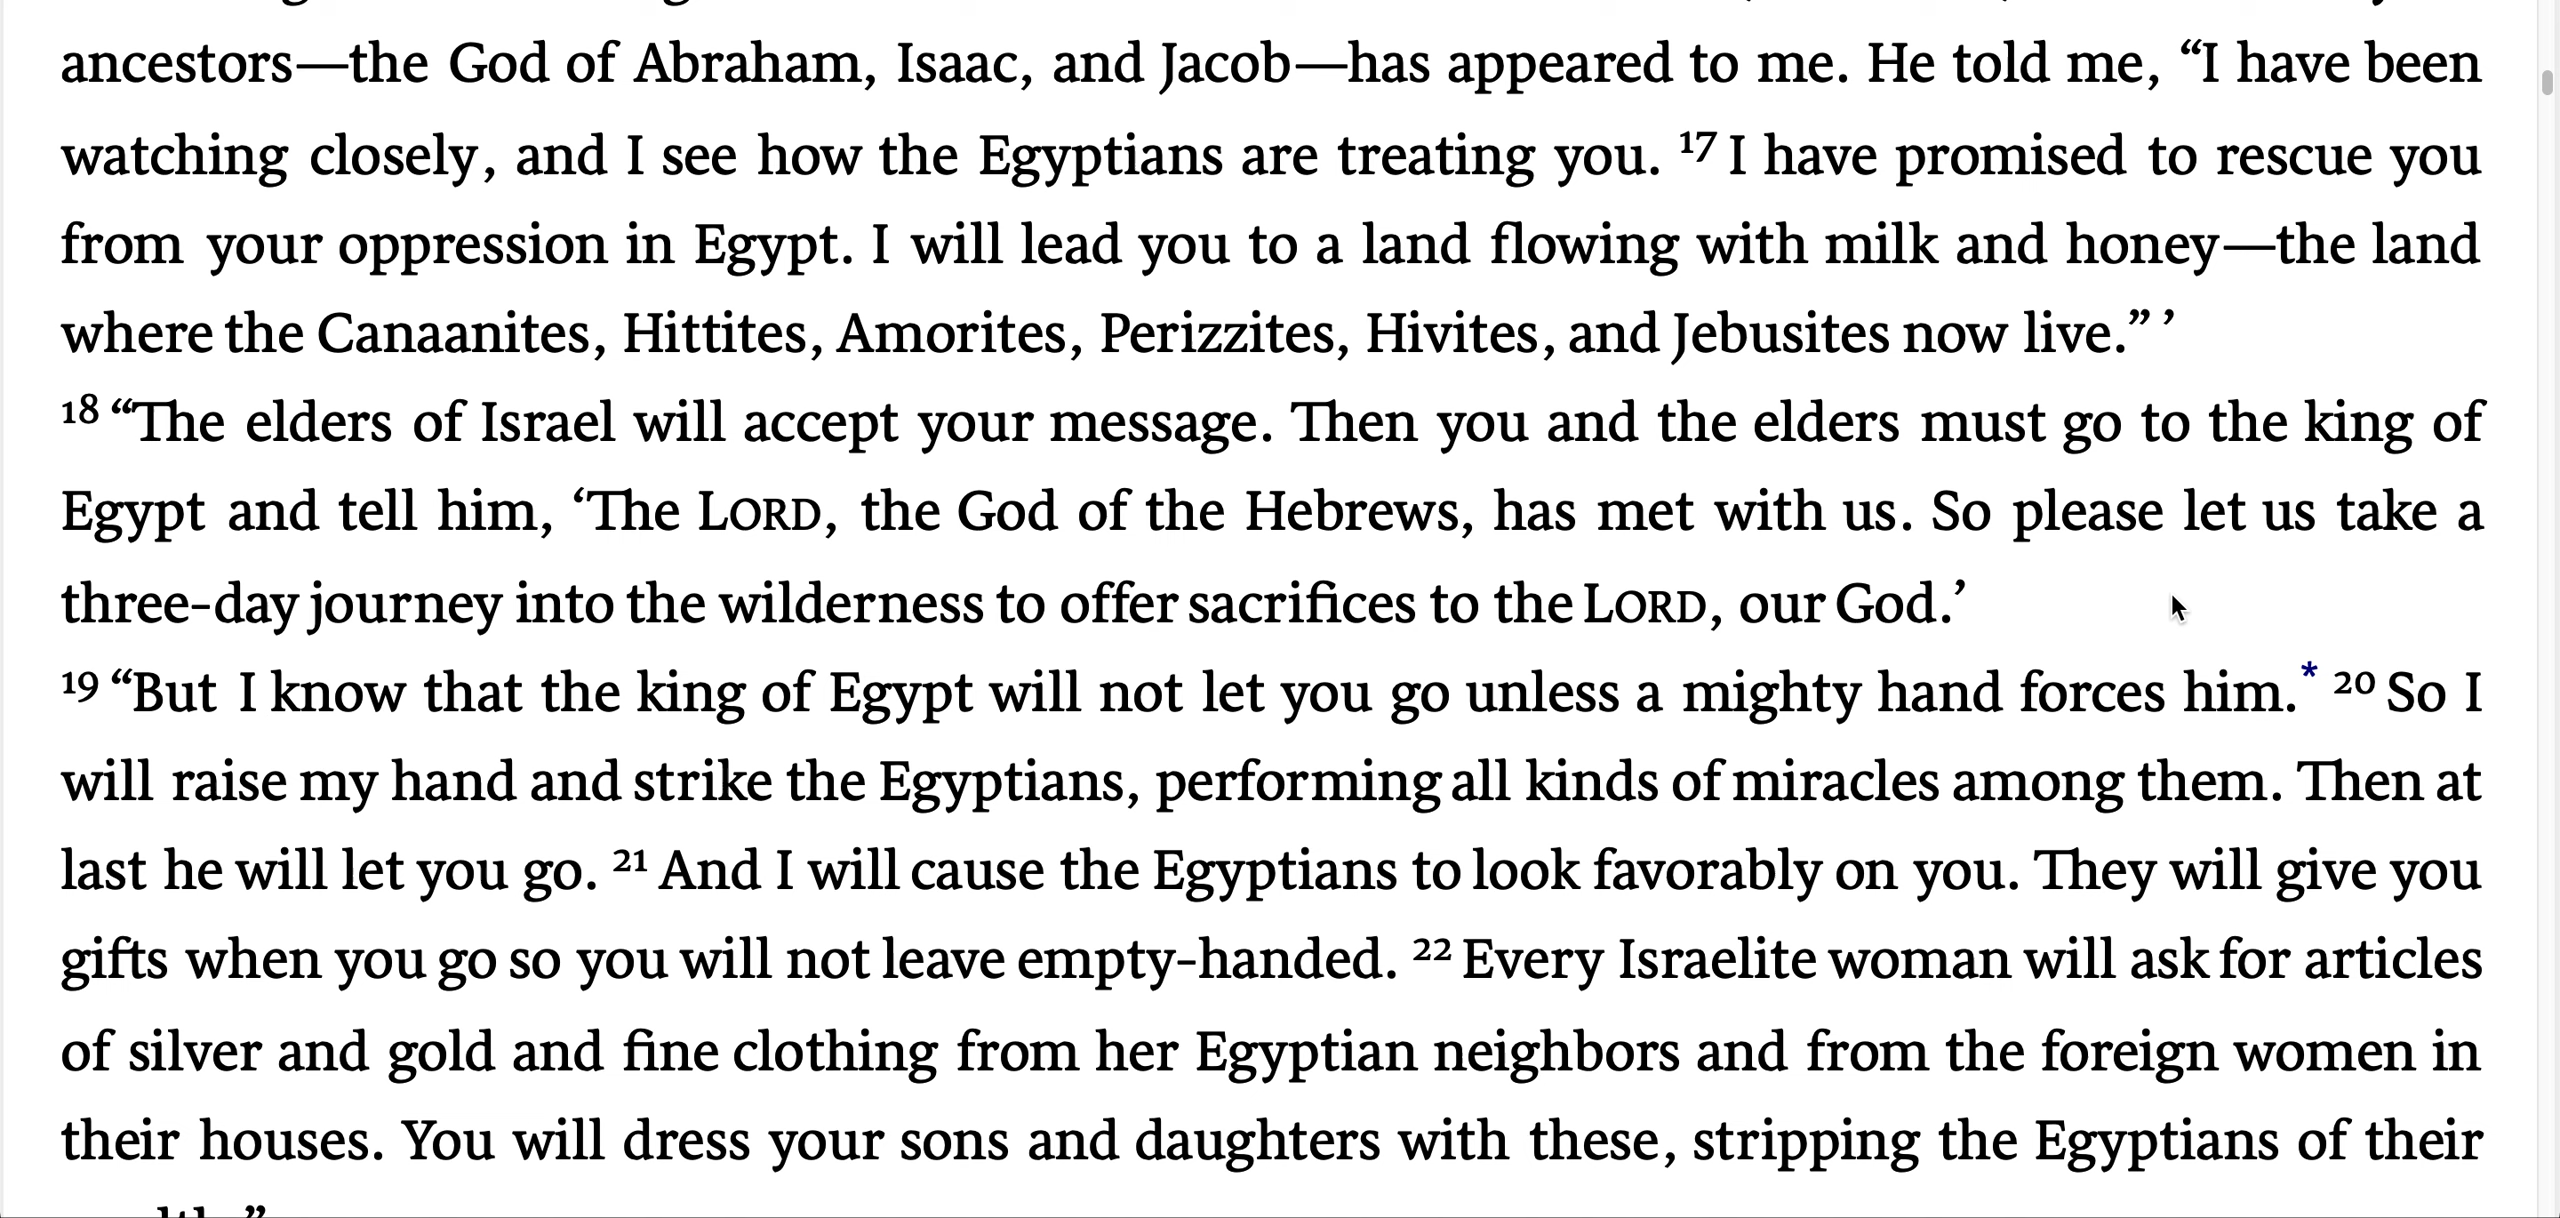 ancestors—the God of Abraham, Isaac, and Jacob—has appeared to me. He told me, “I have been
watching closely, and I see how the Egyptians are treating you. 17 I have promised to rescue you
from your oppression in Egypt. I will lead you to a land flowing with milk and honey—the land
where the Canaanites, Hittites, Amorites, Perizzites, Hivites, and Jebusites now live.” ’
18 “The elders of Israel will accept your message. Then you and the elders must go to the king of
Egypt and tell him, ‘The LORD, the God of the Hebrews, has met with us. So please let us take a
three-day journey into the wilderness to offer sacrifices to the LORD, our God.’
19 “But I know that the king of Egypt will not let you go unless a mighty hand forces him.* 20 So I
will raise my hand and strike the Egyptians, performing all kinds of miracles among them. Then at
last he will let you go. 21 And I will cause the Egyptians to look favorably on you. They will give you
gifts when you go so you will not leave empty-handed. 22 Every Israelite woman will ask for articles
of silver and gold and fine clothing from her Egyptian neighbors and from the foreign women in
their houses. You will dress your sons and daughters with these, stripping the Egyptians of their